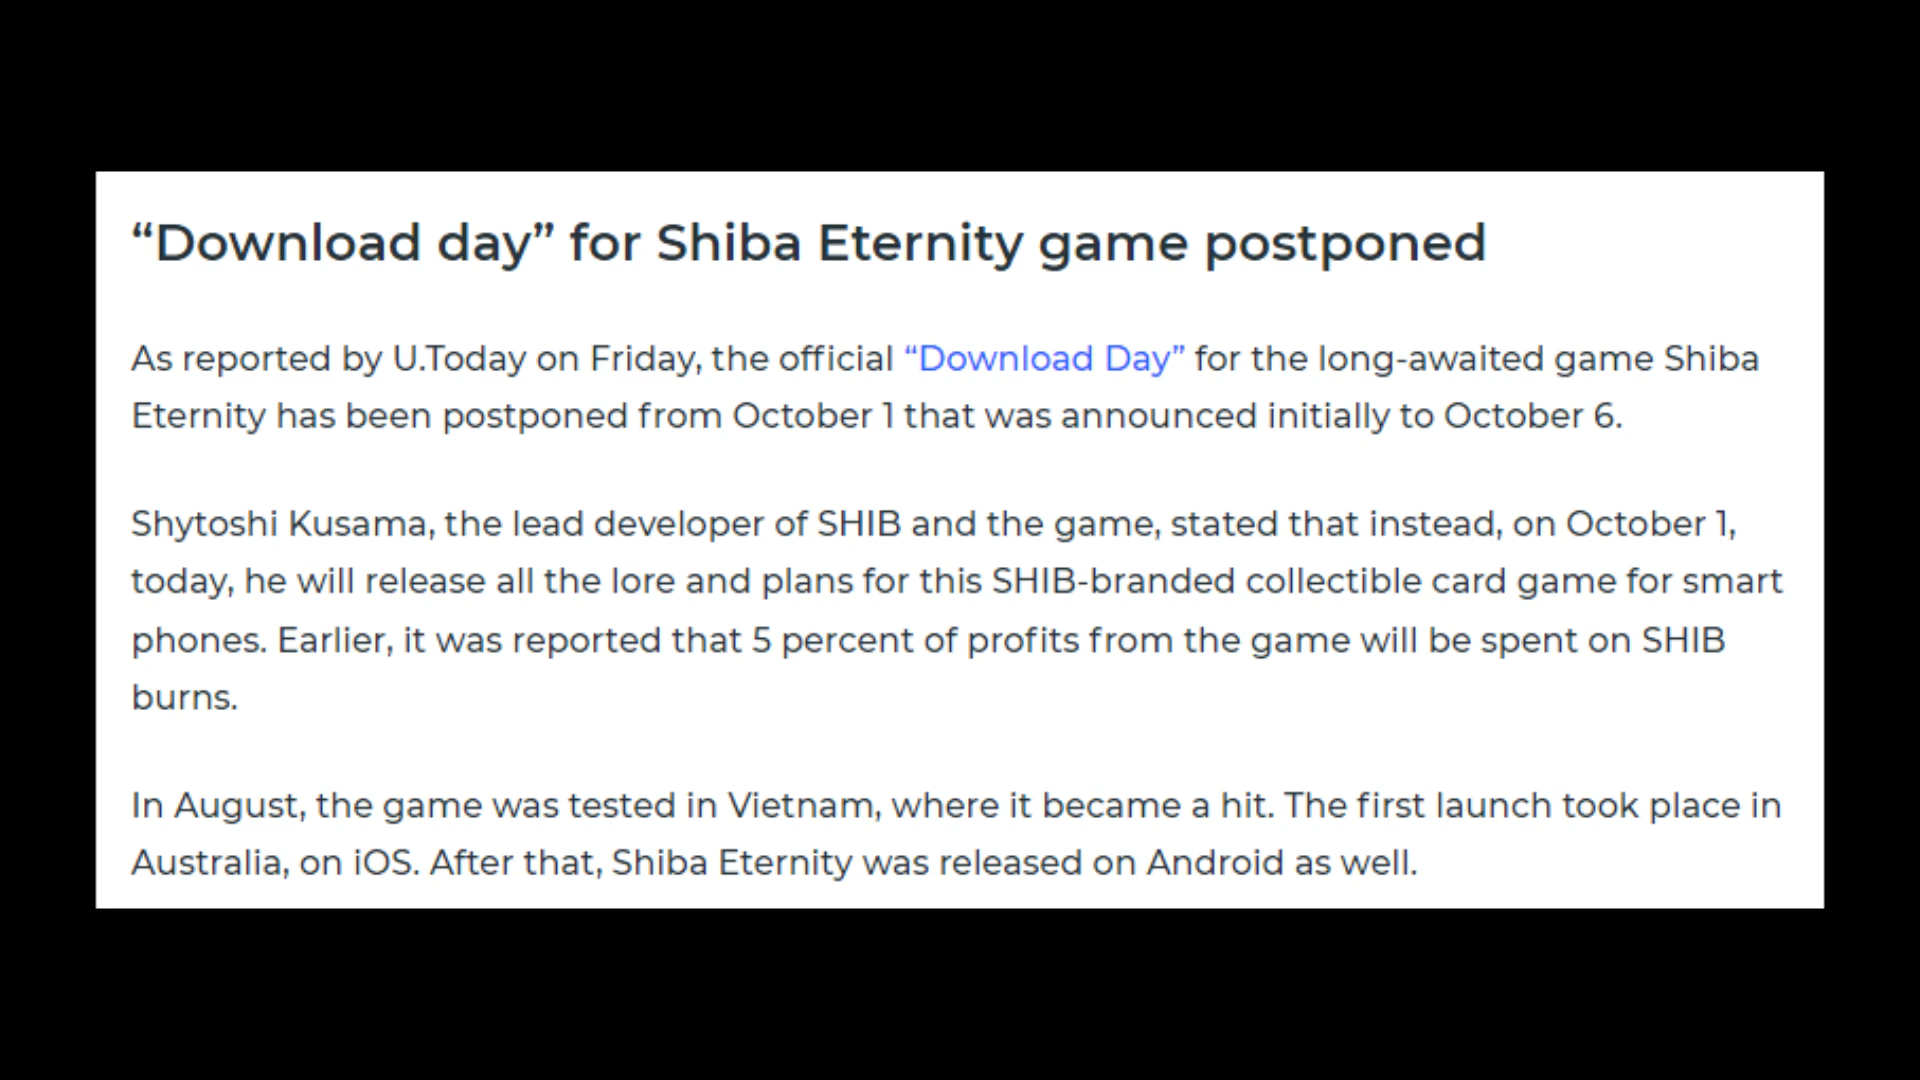 “Download day” for Shiba Eternity game postponed
As reported by U.Today on Friday, the official “Download Day” for the long-awaited game Shiba
Eternity has been postponed from October 1 that was announced initially to October 6.
Shytoshi Kusama, the lead developer of SHIB and the game, stated that instead, on October 1,
today, he will release all the lore and plans for this SHIB-branded collectible card game for smart
phones. Earlier, it was reported that 5 percent of profits from the game will be spent on SHIB
burns.
In August, the game was tested in Vietnam, where it became a hit. The first launch took place in
Australia, on iOS. After that, Shiba Eternity was released on Android as well.